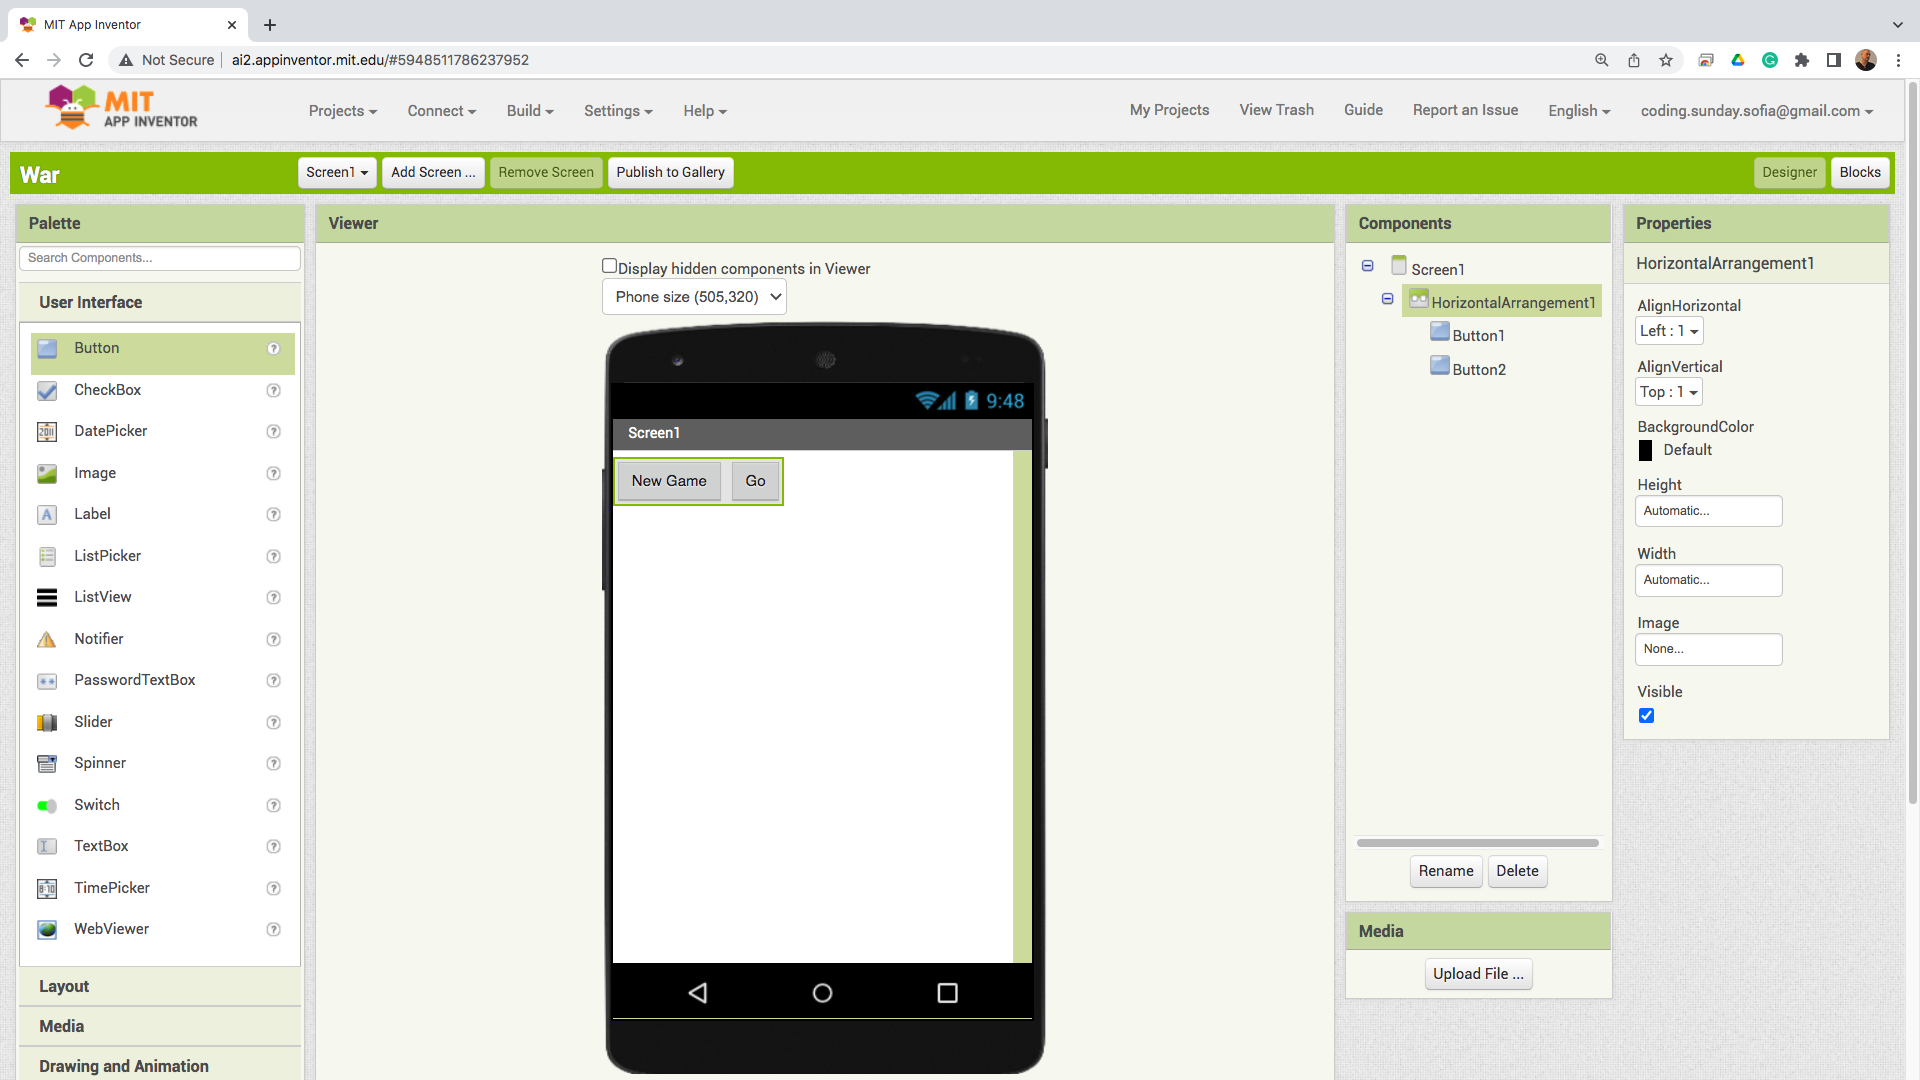 MIT App Inventor
Not Secure
ai2.appinventor.mit.edu/#5948511786237952
MIT
APP INVENTOR
Projects
Connect
Build
Settings
Help
My Projects
View Trash
Guide
Report an Issue
English
coding.sunday.sofia@gmail.com
War
Screen1
Add Screen ...
Remove Screen
Publish to Gallery
Designer
Blocks
Palette
Search Components...
User Interface
Button
CheckBox
DatePicker
Image
Label
ListPicker
ListView
Notifier
PasswordTextBox
Slider
Spinner
Switch
TextBox
TimePicker
WebViewer
Layout
Media
Drawing and Animation
Viewer
Display hidden components in Viewer
Phone size (505,320)
9:48
Screen1
New Game
Go
Components
Screen1
HorizontalArrangement1
Button1
Button2
Rename
Delete
Media
Upload File ...
Properties
HorizontalArrangement1
AlignHorizontal
Left : 1
AlignVertical
Top : 1
BackgroundColor
Default
Height
Automatic...
Width
Automatic...
Image
None...
Visible